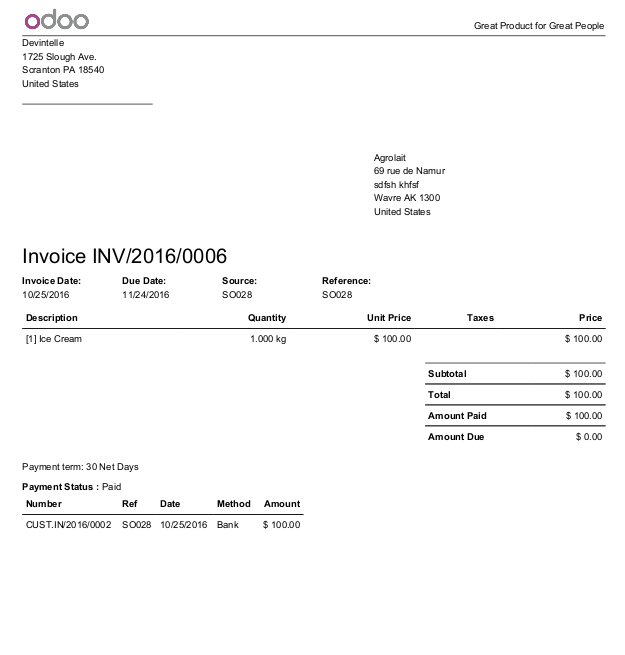 odoo
Great Product for Great People
Devintelle
1725 Slough Ave.
Scranton PA 18540
United States
Agrolait
69 rue de Namur
sdfsh khfsf
Wavre AK 1300
United States
Invoice INV/2016/0006
Invoice Date: Due Date: Source: Reference:
10/25/2016 11/24/2016 SO028 SO028
Description Quantity Unit Price Taxes Price
[1] Ice Cream 1.000 kg $ 100.00 $ 100.00
Subtotal $ 100.00
Total $ 100.00
Amount Paid $ 100.00
Amount Due $ 0.00
Payment term: 30 Net Days
Payment Status : Paid
Number Ref Date Method Amount
CUST.IN/2016/0002 SO028 10/25/2016 Bank $ 100.00